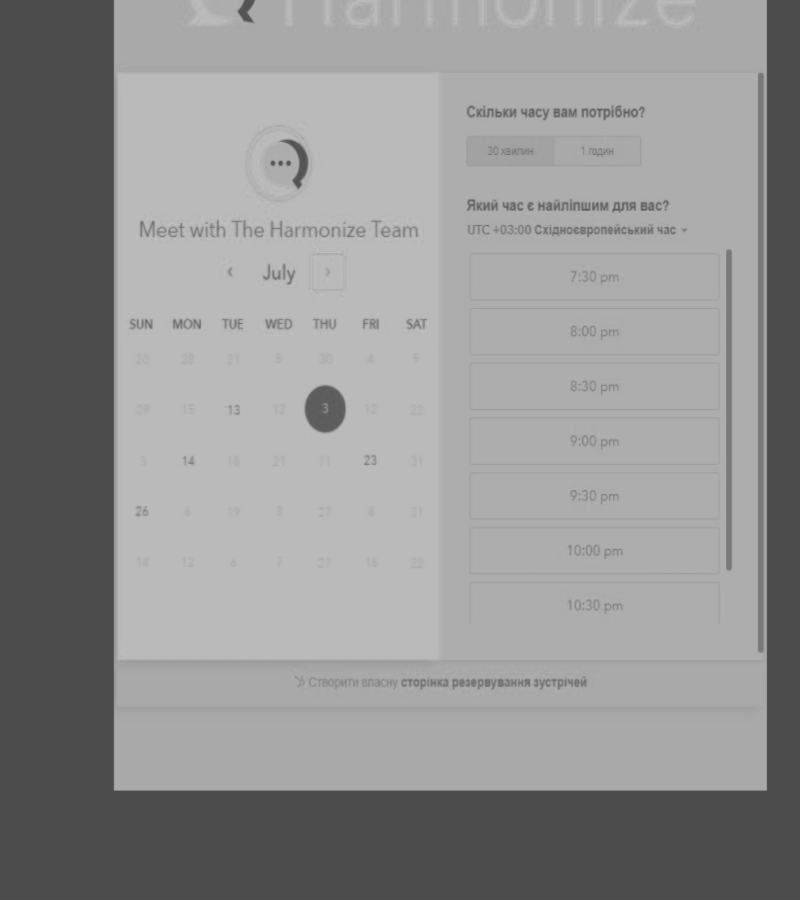 Harmonize
Meet with The Harmonize Team
‹ July ›
SUN MON TUE WED THU FRI SAT
28 28 21 5 30 4 5
29 15 13 12 3 12 22
3 14 16 21 11 23 31
26 6 19 8 27 8 21
14 12 6 7 27 16 22
Скільки часу вам потрібно?
30 хвилин 1 годин
Який час є найліпшим для вас?
UTC +03:00 Східноєвропейський час
7:30 pm
8:00 pm
8:30 pm
9:00 pm
9:30 pm
10:00 pm
10:30 pm
Створити власну сторінка резервування зустрічей